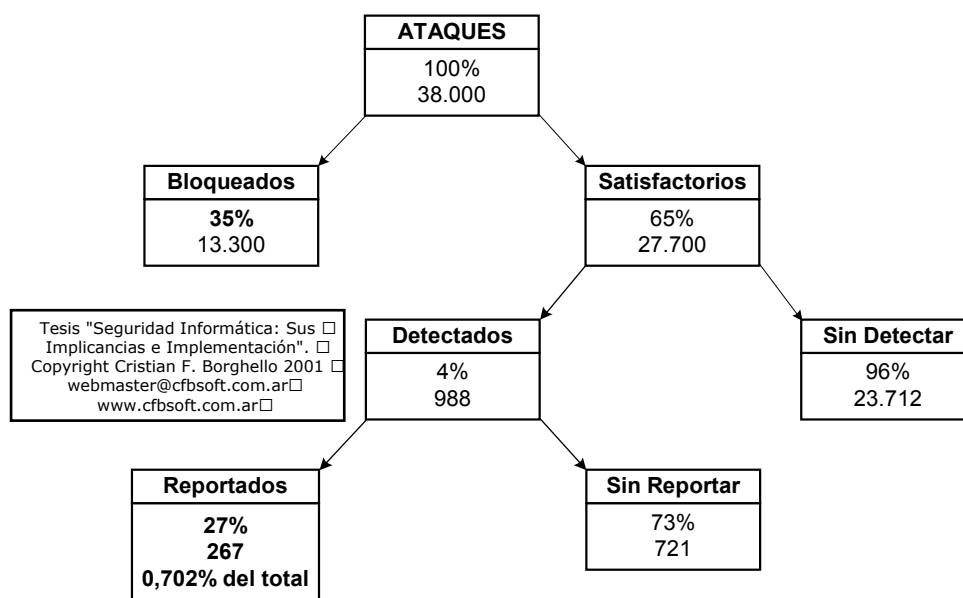 ATAQUES
100%
38.000
Bloqueados
35%
13.300
Satisfactorios
65%
27.700
Tesis "Seguridad Informática: Sus □
Implicancias e Implementación". □
Copyright Cristian F. Borghello 2001 □
webmaster@cfbsoft.com.ar□
www.cfbsoft.com.ar□
Detectados
4%
988
Sin Detectar
96%
23.712
Reportados
27%
267
0,702% del total
Sin Reportar
73%
721